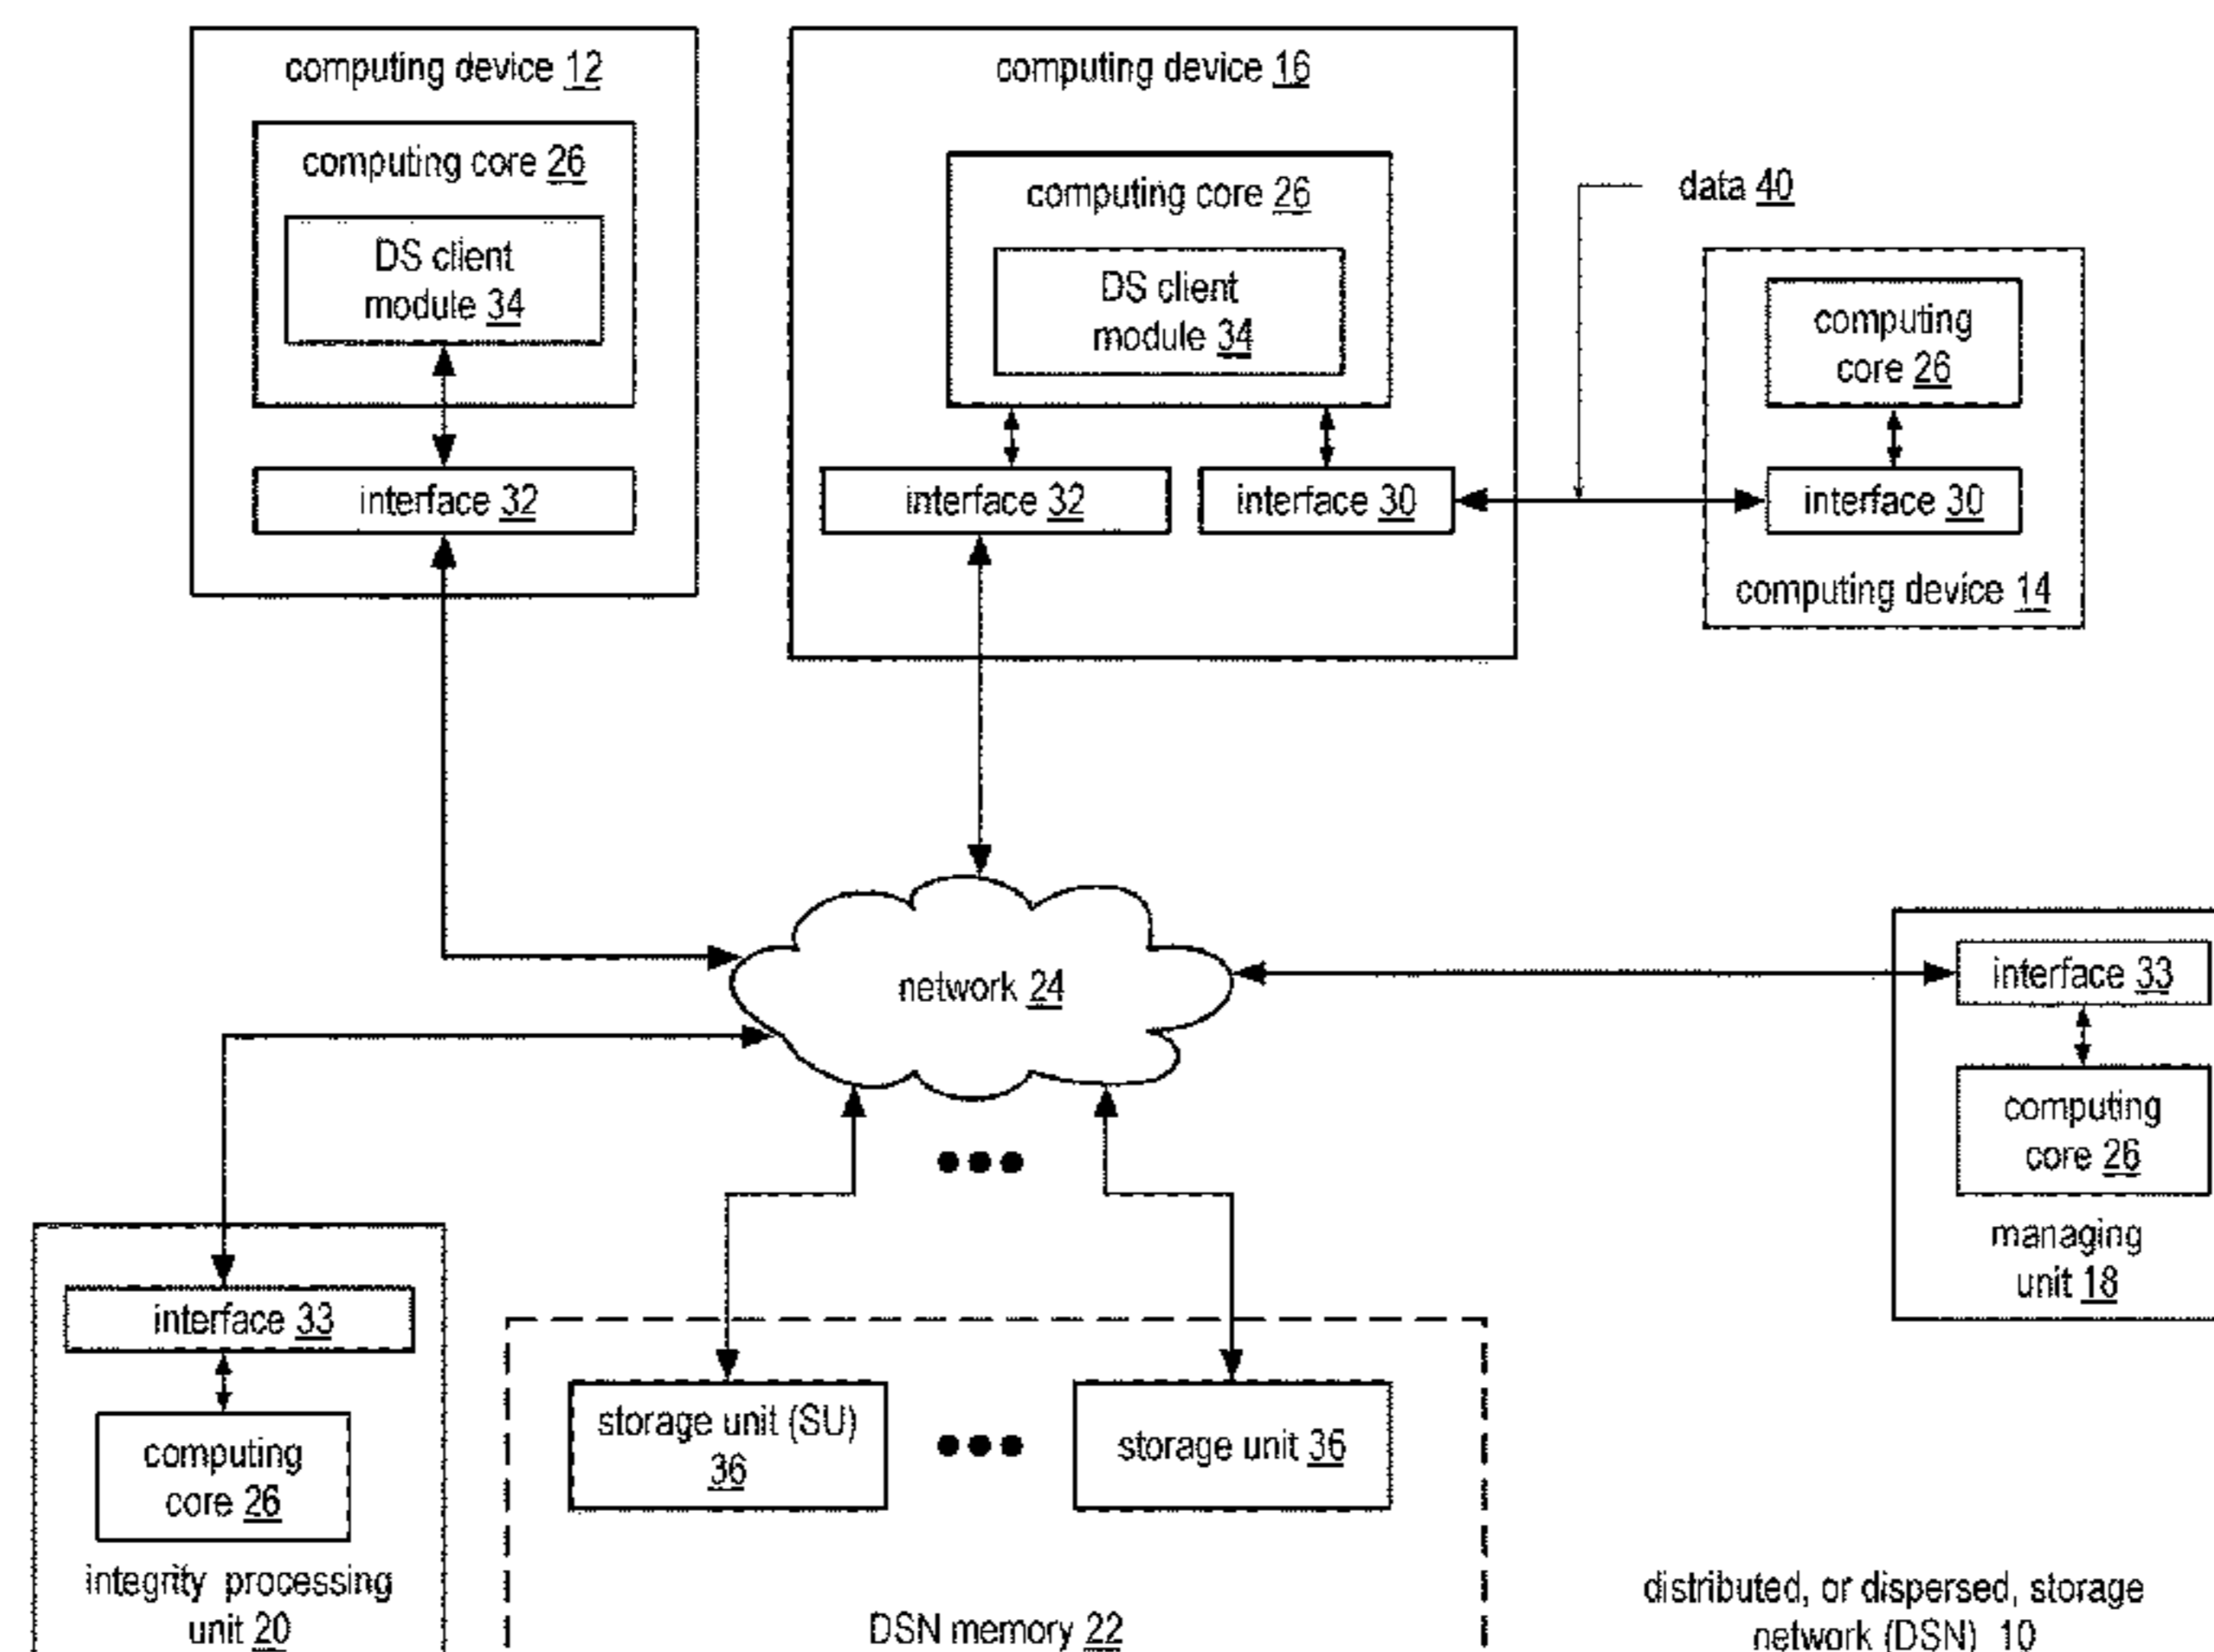 computing device 12
computing core 26
DS client
module 34
interface 32
computing device 16
computing core 26
DS client
module 34
interface 32
interface 30
data 40
computing
core 26
interface 30
computing device 14
network 24
interface 33
computing
core 26
managing
unit 18
interface 33
computing
core 26
integrity processing
unit 20
storage unit (SU)
36
storage unit 36
DSN memory 22
distributed, or dispersed, storage
network (DSN) 10